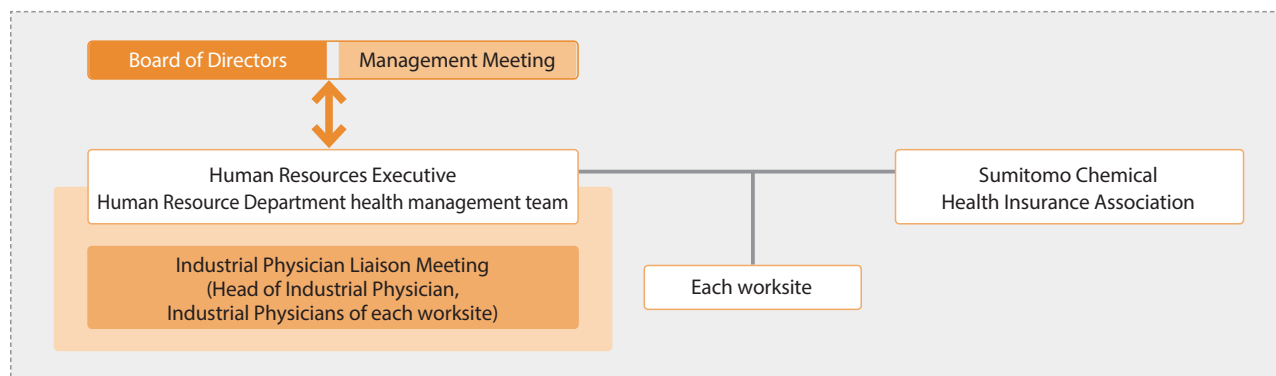 Board of Directors
Management Meeting
Human Resources Executive
Human Resource Department health management team
Sumitomo Chemical
Health Insurance Association
Industrial Physician Liaison Meeting
(Head of Industrial Physician,
Industrial Physicians of each worksite)
Each worksite